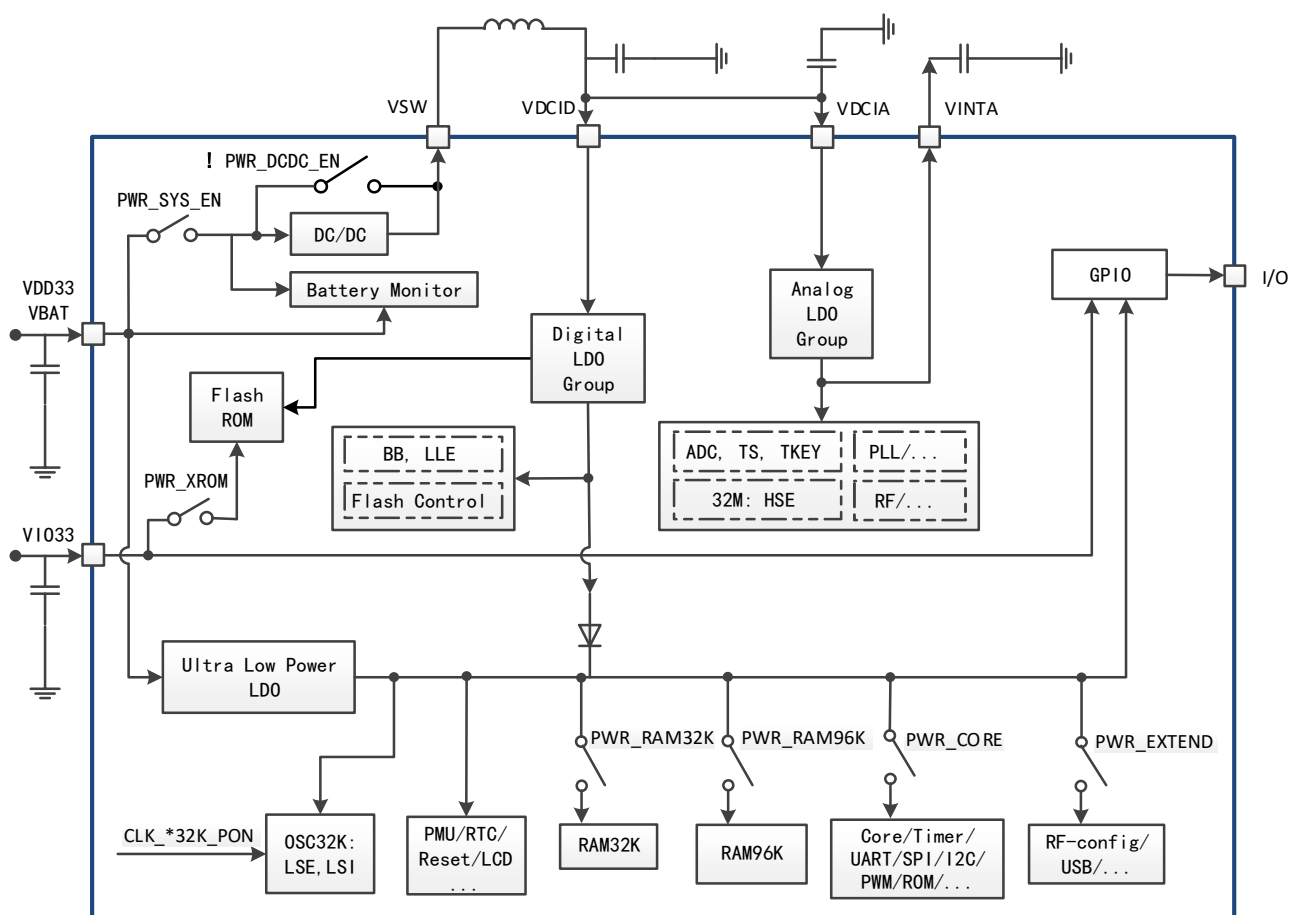 VSW
VDCID
VDCIA
VINTA
! PWR_DCDC_EN
PWR_SYS_EN
DC/DC
Battery Monitor
VDD33
VBAT
GPIO
I/O
Analog
LDO
Group
Digital
LDO
Group
Flash
ROM
BB, LLE
Flash Control
ADC, TS, TKEY
PLL/...
32M: HSE
RF/...
PWR_XROM
VIO33
Ultra Low Power
LDO
PWR_RAM32K
PWR_RAM96K
PWR_CORE
PWR_EXTEND
CLK_*32K_PON
OSC32K:
LSE, LSI
PMU/RTC/
Reset/LCD
...
RAM32K
RAM96K
Core/Timer/
UART/SPI/I2C/
PWM/ROM/...
RF-config/
USB/...